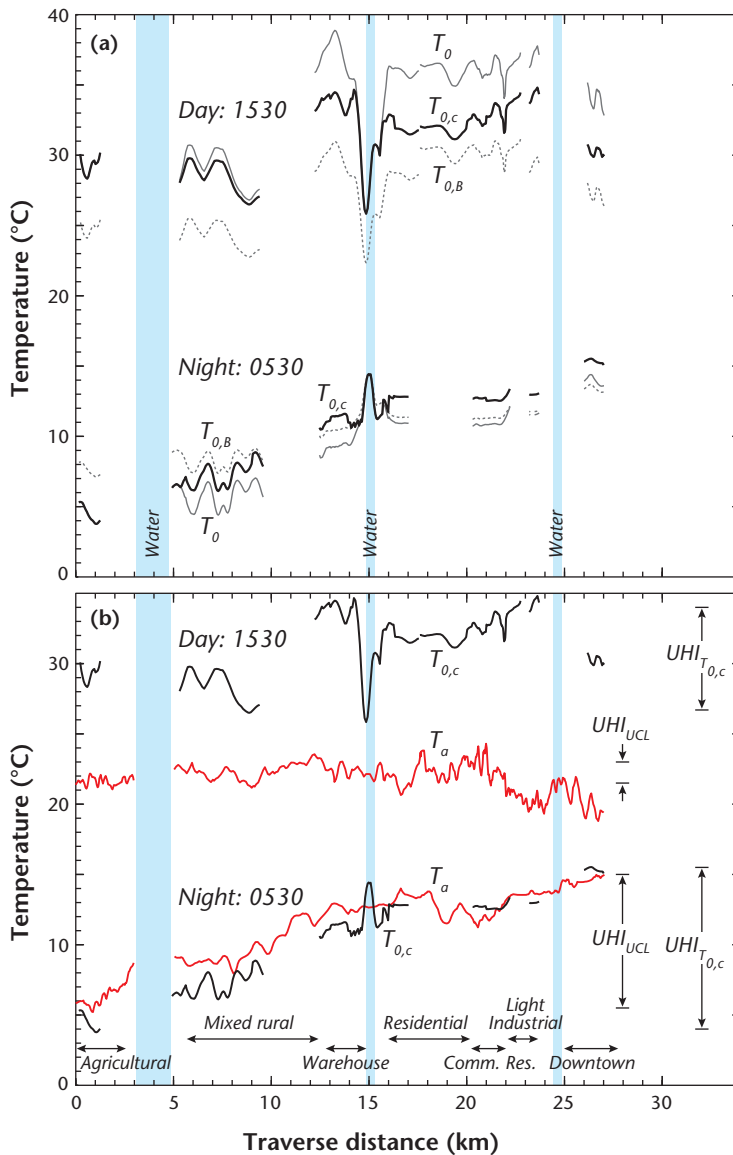 40
(a)
T0
Day: 1530
T0,c
30
T0,B
Temperature (°C)
20
Night: 0530
T0,c
10
T0,B
T0
Water
Water
Water
0
(b)
Day: 1530
30
T0,c
UHIT0,c
UHIUCL
Ta
Temperature (°C)
20
Night: 0530
Ta
T0,c
UHIUCL
UHIT0,c
10
Light
Mixed rural
Residential
Industrial
Agricultural
Warehouse
Comm. Res.
Downtown
0
0 5 10 15 20 25 30
Traverse distance (km)